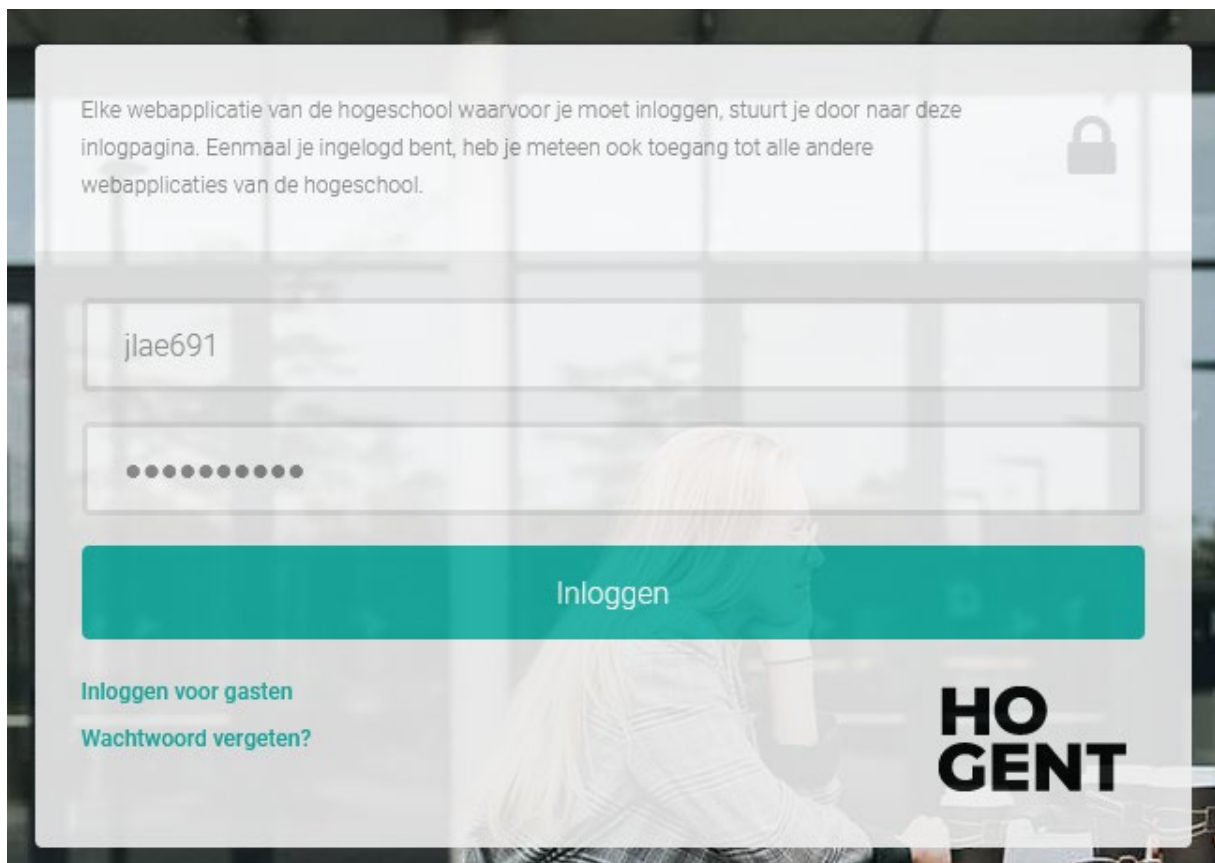 Elke webapplicatie van de hogeschool waarvoor je moet inloggen, stuurt je door naar deze
inlogpagina. Eenmaal je ingelogd bent, heb je meteen ook toegang tot alle andere
webapplicaties van de hogeschool.
jlae691
●●●●●●●●●●
Inloggen
Inloggen voor gasten
Wachtwoord vergeten?
HO
GENT